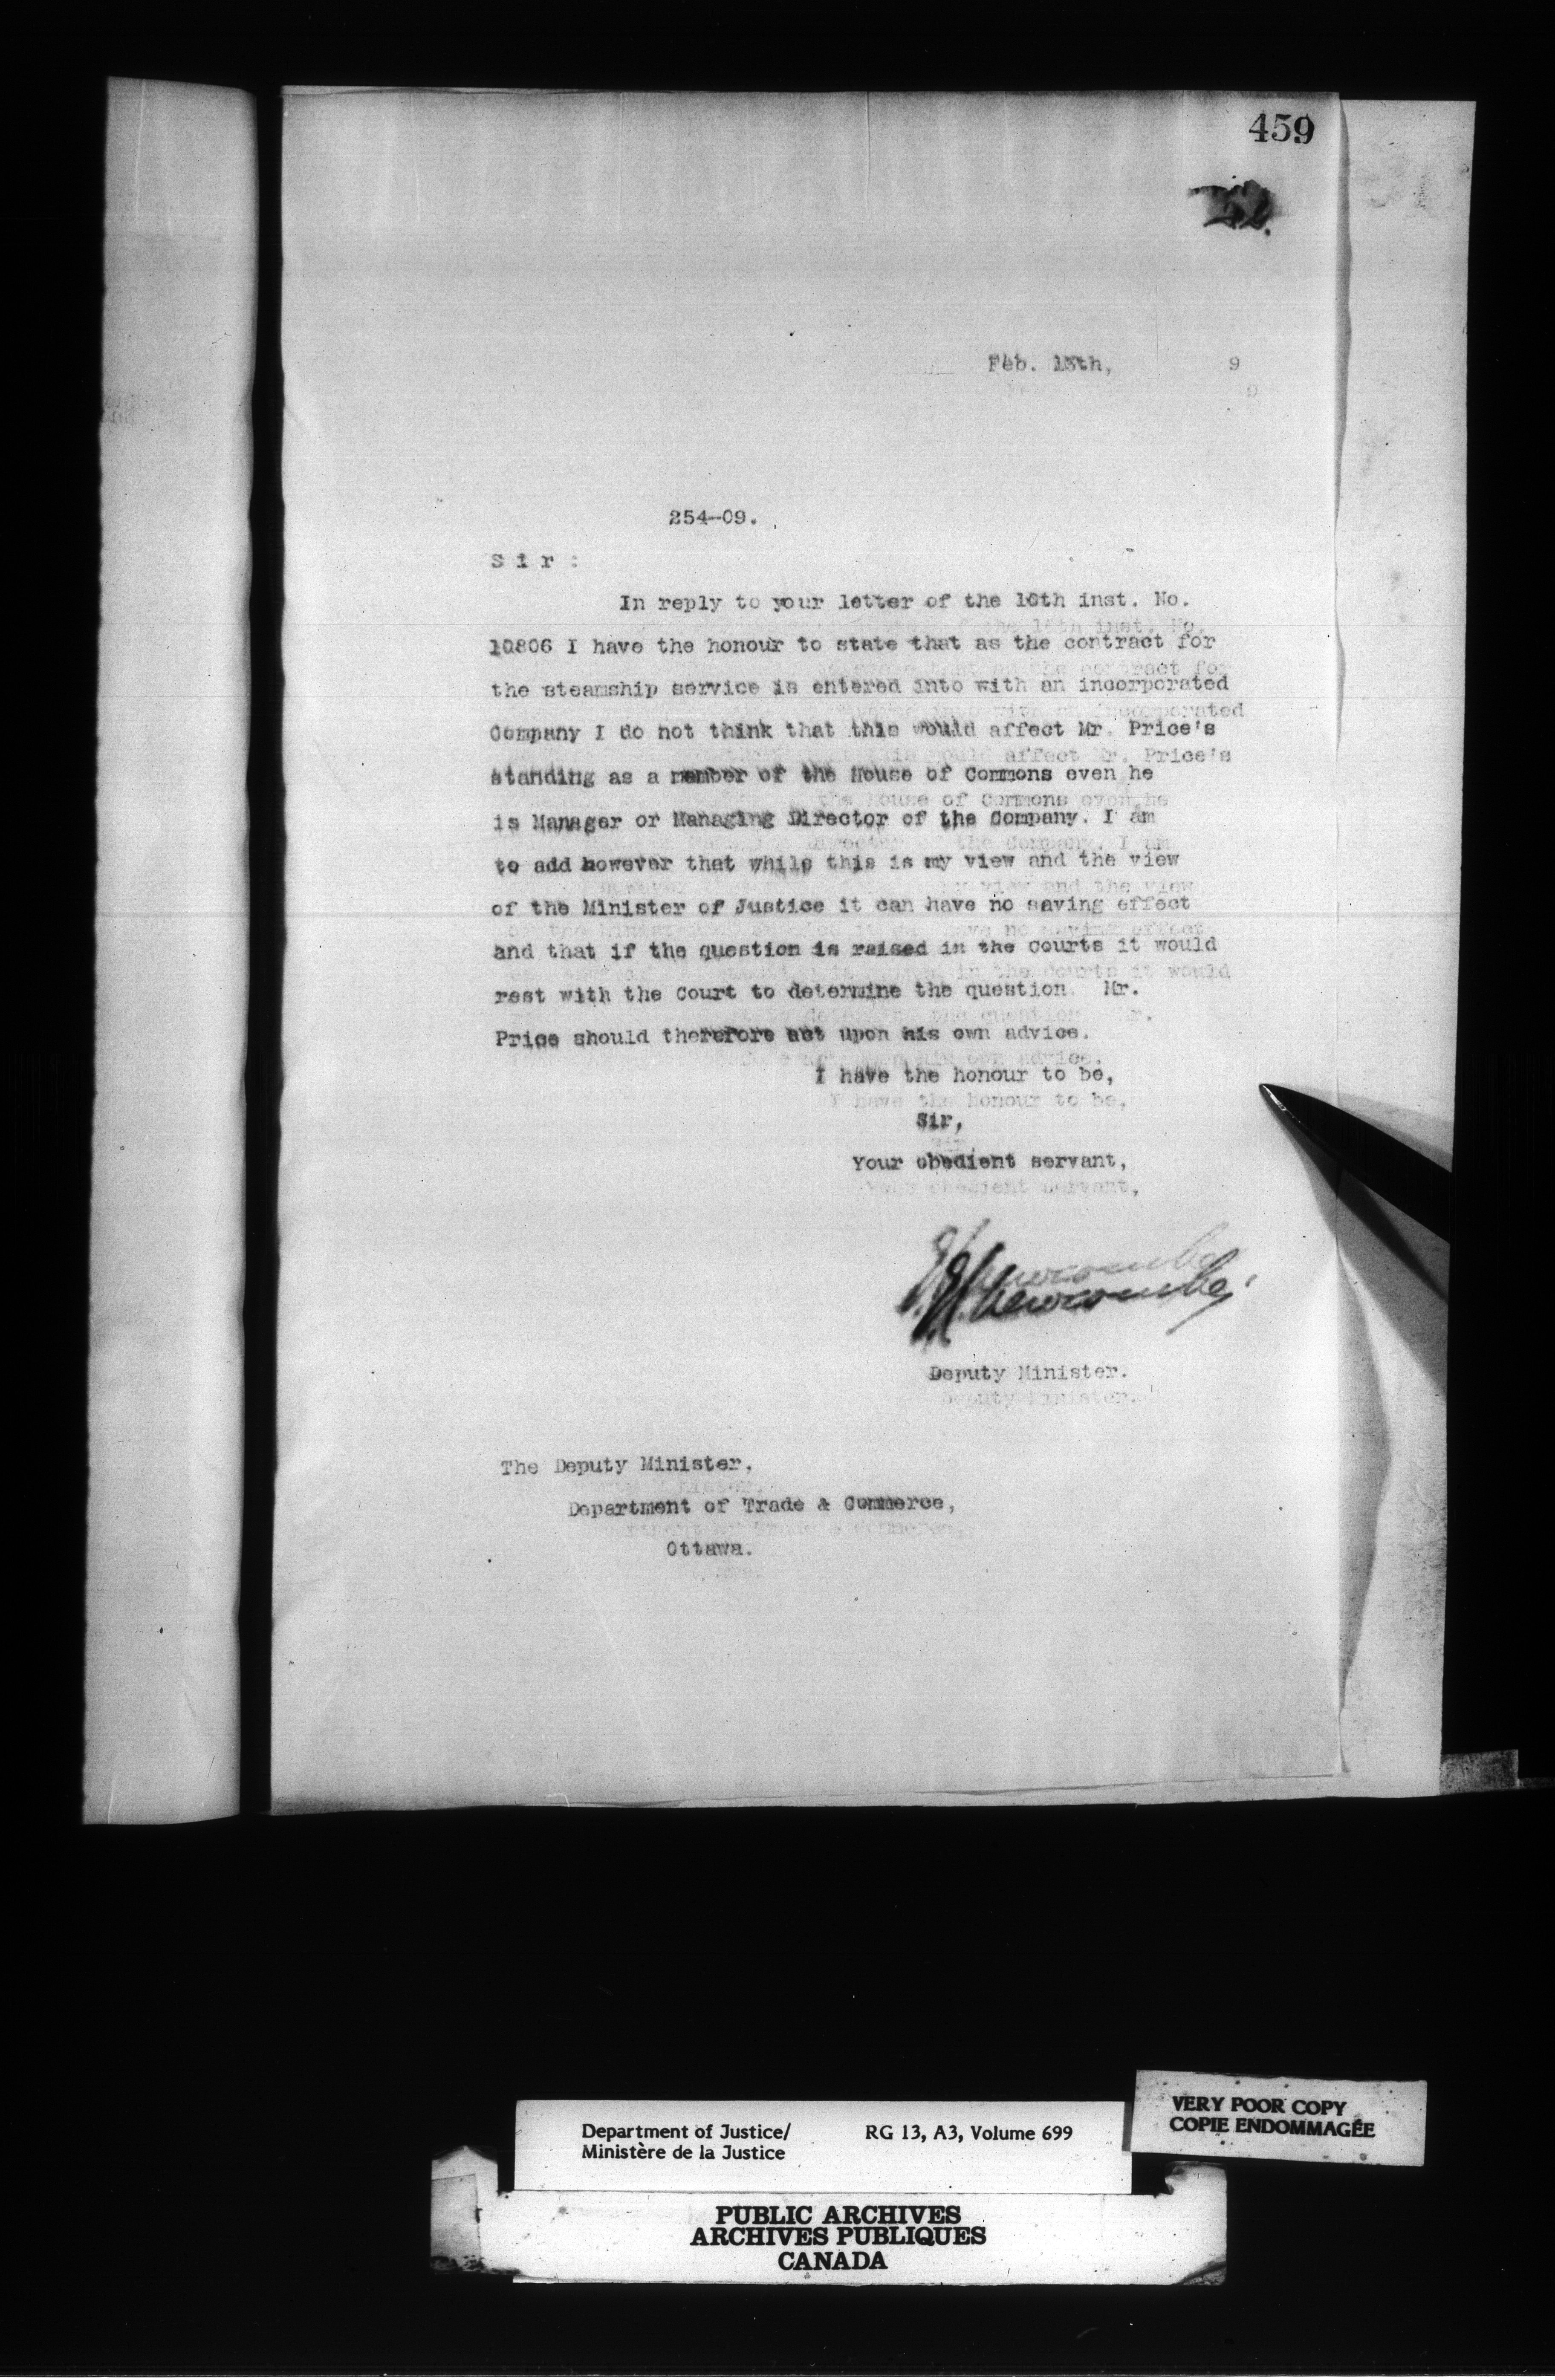 459
Feb. 15th, 9
254-09.
Sir :
In reply to your letter of the 16th inst. No.
10806 I have the honour to state that as the contract for
the steamship service is entered into with an incorporated
Company I do not think that this would affect Mr. Price's
standing as a member of the House of Commons even he
is Manager or Managing Director of the Company. I am
to add however that while this is my view and the view
of the Minister of Justice it can have no saving effect
and that if the question is raised in the Courts it would
rest with the Court to determine the question. Mr.
Price should therefore act upon his own advice.
I have the honour to be,
Sir,
Your obedient servant,
Newcombe
Deputy Minister.
The Deputy Minister,
Department of Trade & Commerce,
Ottawa.
VERY POOR COPY
COPIE ENDOMMAGÉE
Department of Justice/ RG 13, A3, Volume 699
Ministère de la Justice
PUBLIC ARCHIVES
ARCHIVES PUBLIQUES
CANADA